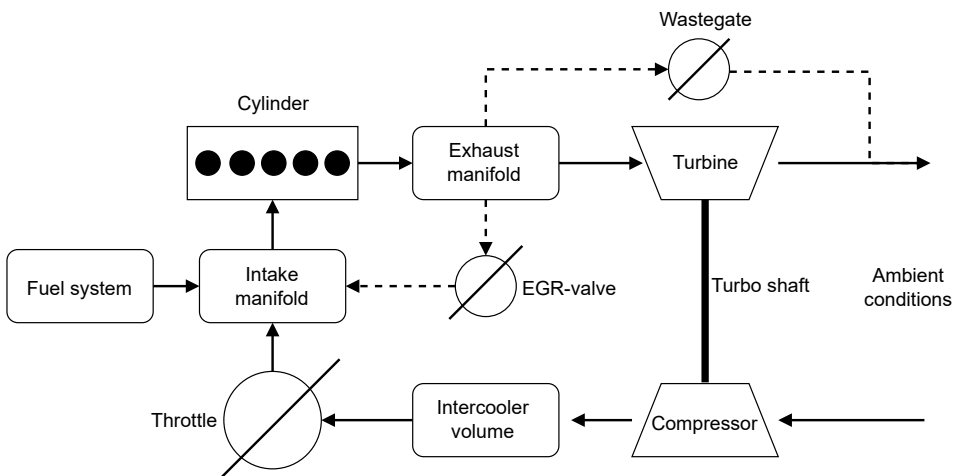 Wastegate
Cylinder
Exhaust
manifold
Turbine
Fuel system
Intake
manifold
EGR-valve
Turbo shaft
Ambient
conditions
Throttle
Intercooler
volume
Compressor